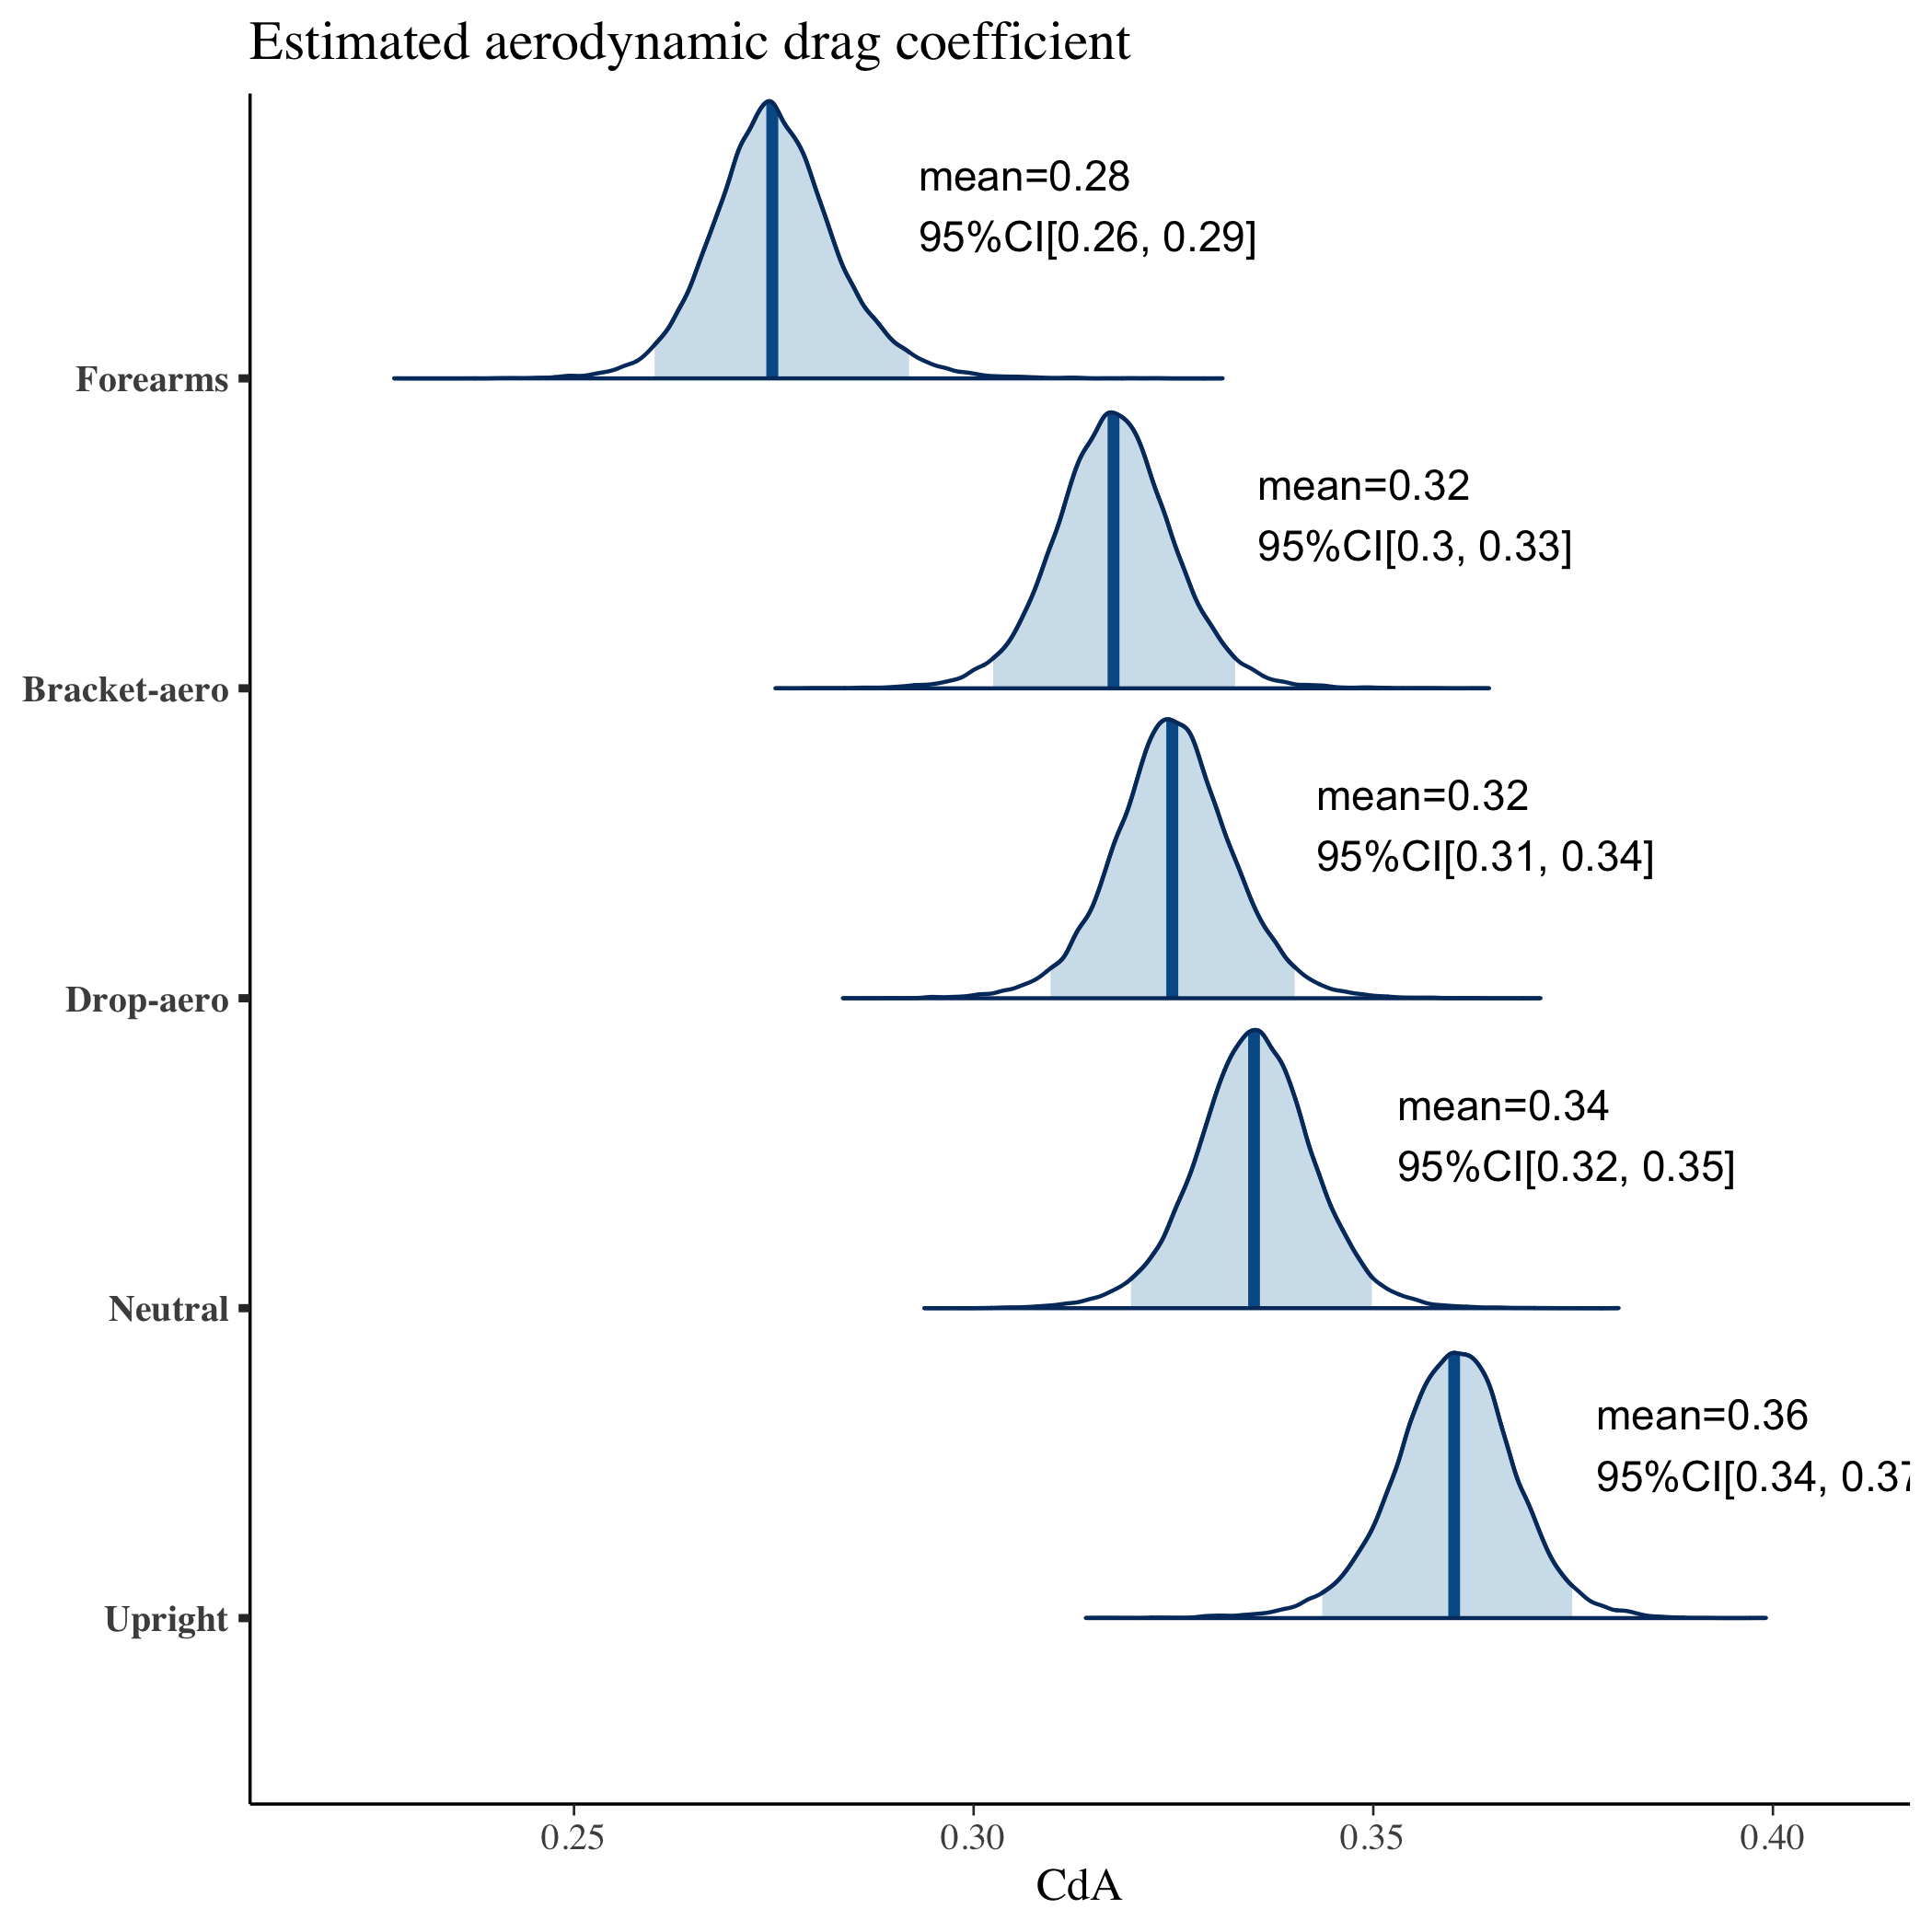 Estimated aerodynamic drag coefficient
mean=0.28
95%CI[0.26, 0.29]
Forearms
mean=0.32
95%CI[0.3, 0.33]
Bracket-aero
mean=0.32
95%CI[0.31, 0.34]
Drop-aero
mean=0.34
95%CI[0.32, 0.35]
Neutral
mean=0.36
95%CI[0.34, 0.37
Upright
0.25 0.30 0.35 0.40
CdA